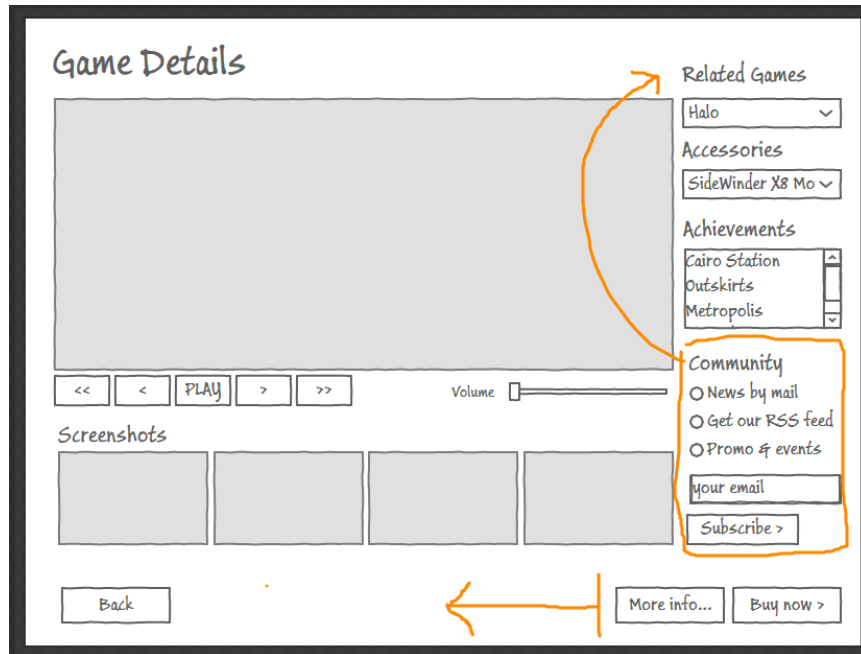 Game Details
Related Games
Halo
Accessories
SideWinder X8 Mo
Achievements
Cairo Station
Outskirts
Metropolis
<< < PLAY > >>
Volume
Community
News by mail
Get our RSS feed
Promo & events
your email
Subscribe >
Screenshots
Back
More info...
Buy now >